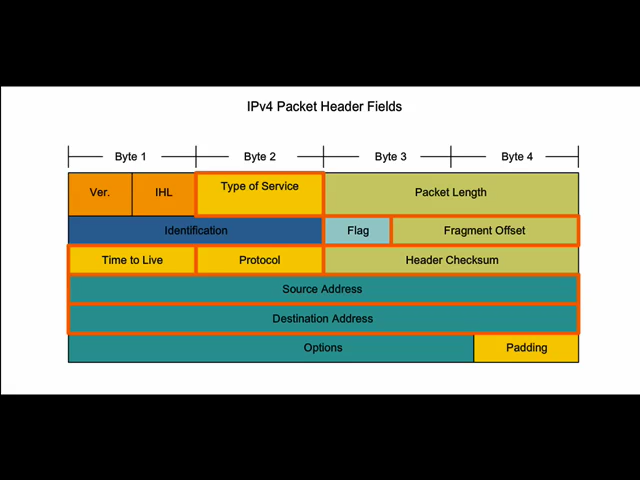 IPv4 Packet Header Fields
Byte 1 Byte 2 Byte 3 Byte 4
Ver. IHL Type of Service Packet Length
Identification Flag Fragment Offset
Time to Live Protocol Header Checksum
Source Address
Destination Address
Options Padding